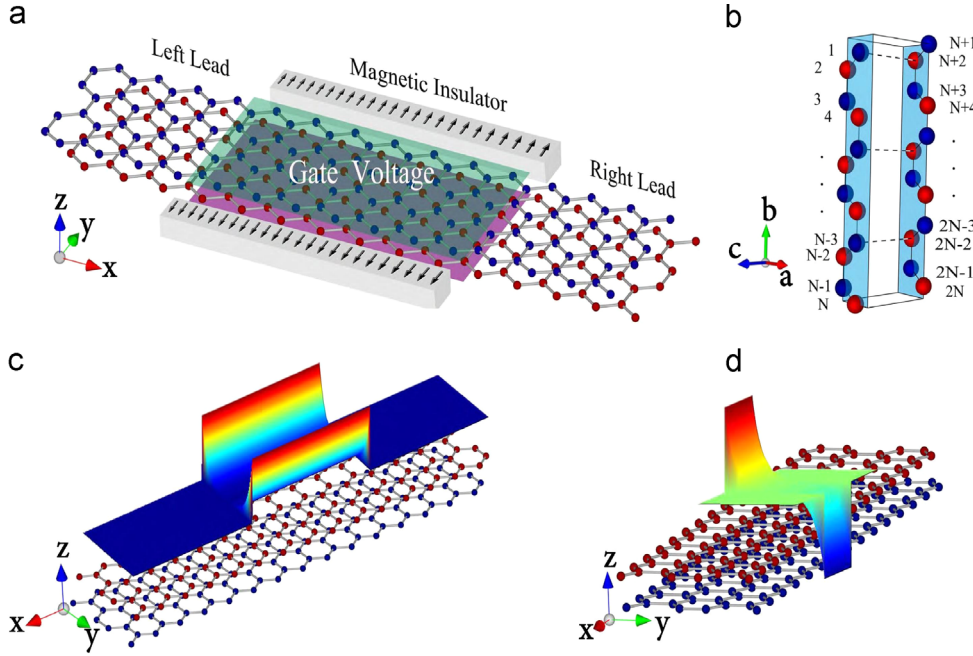 a
Left Lead
Magnetic Insulator
Gate Voltage
Right Lead
z
y
x
b
1
2
3
4
.
.
.
N-3
N-2
N-1
N
N+1
N+2
N+3
N+4
.
.
.
2N-3
2N-2
2N-1
2N
b
c
a
c
z
x
y
d
z
x
y